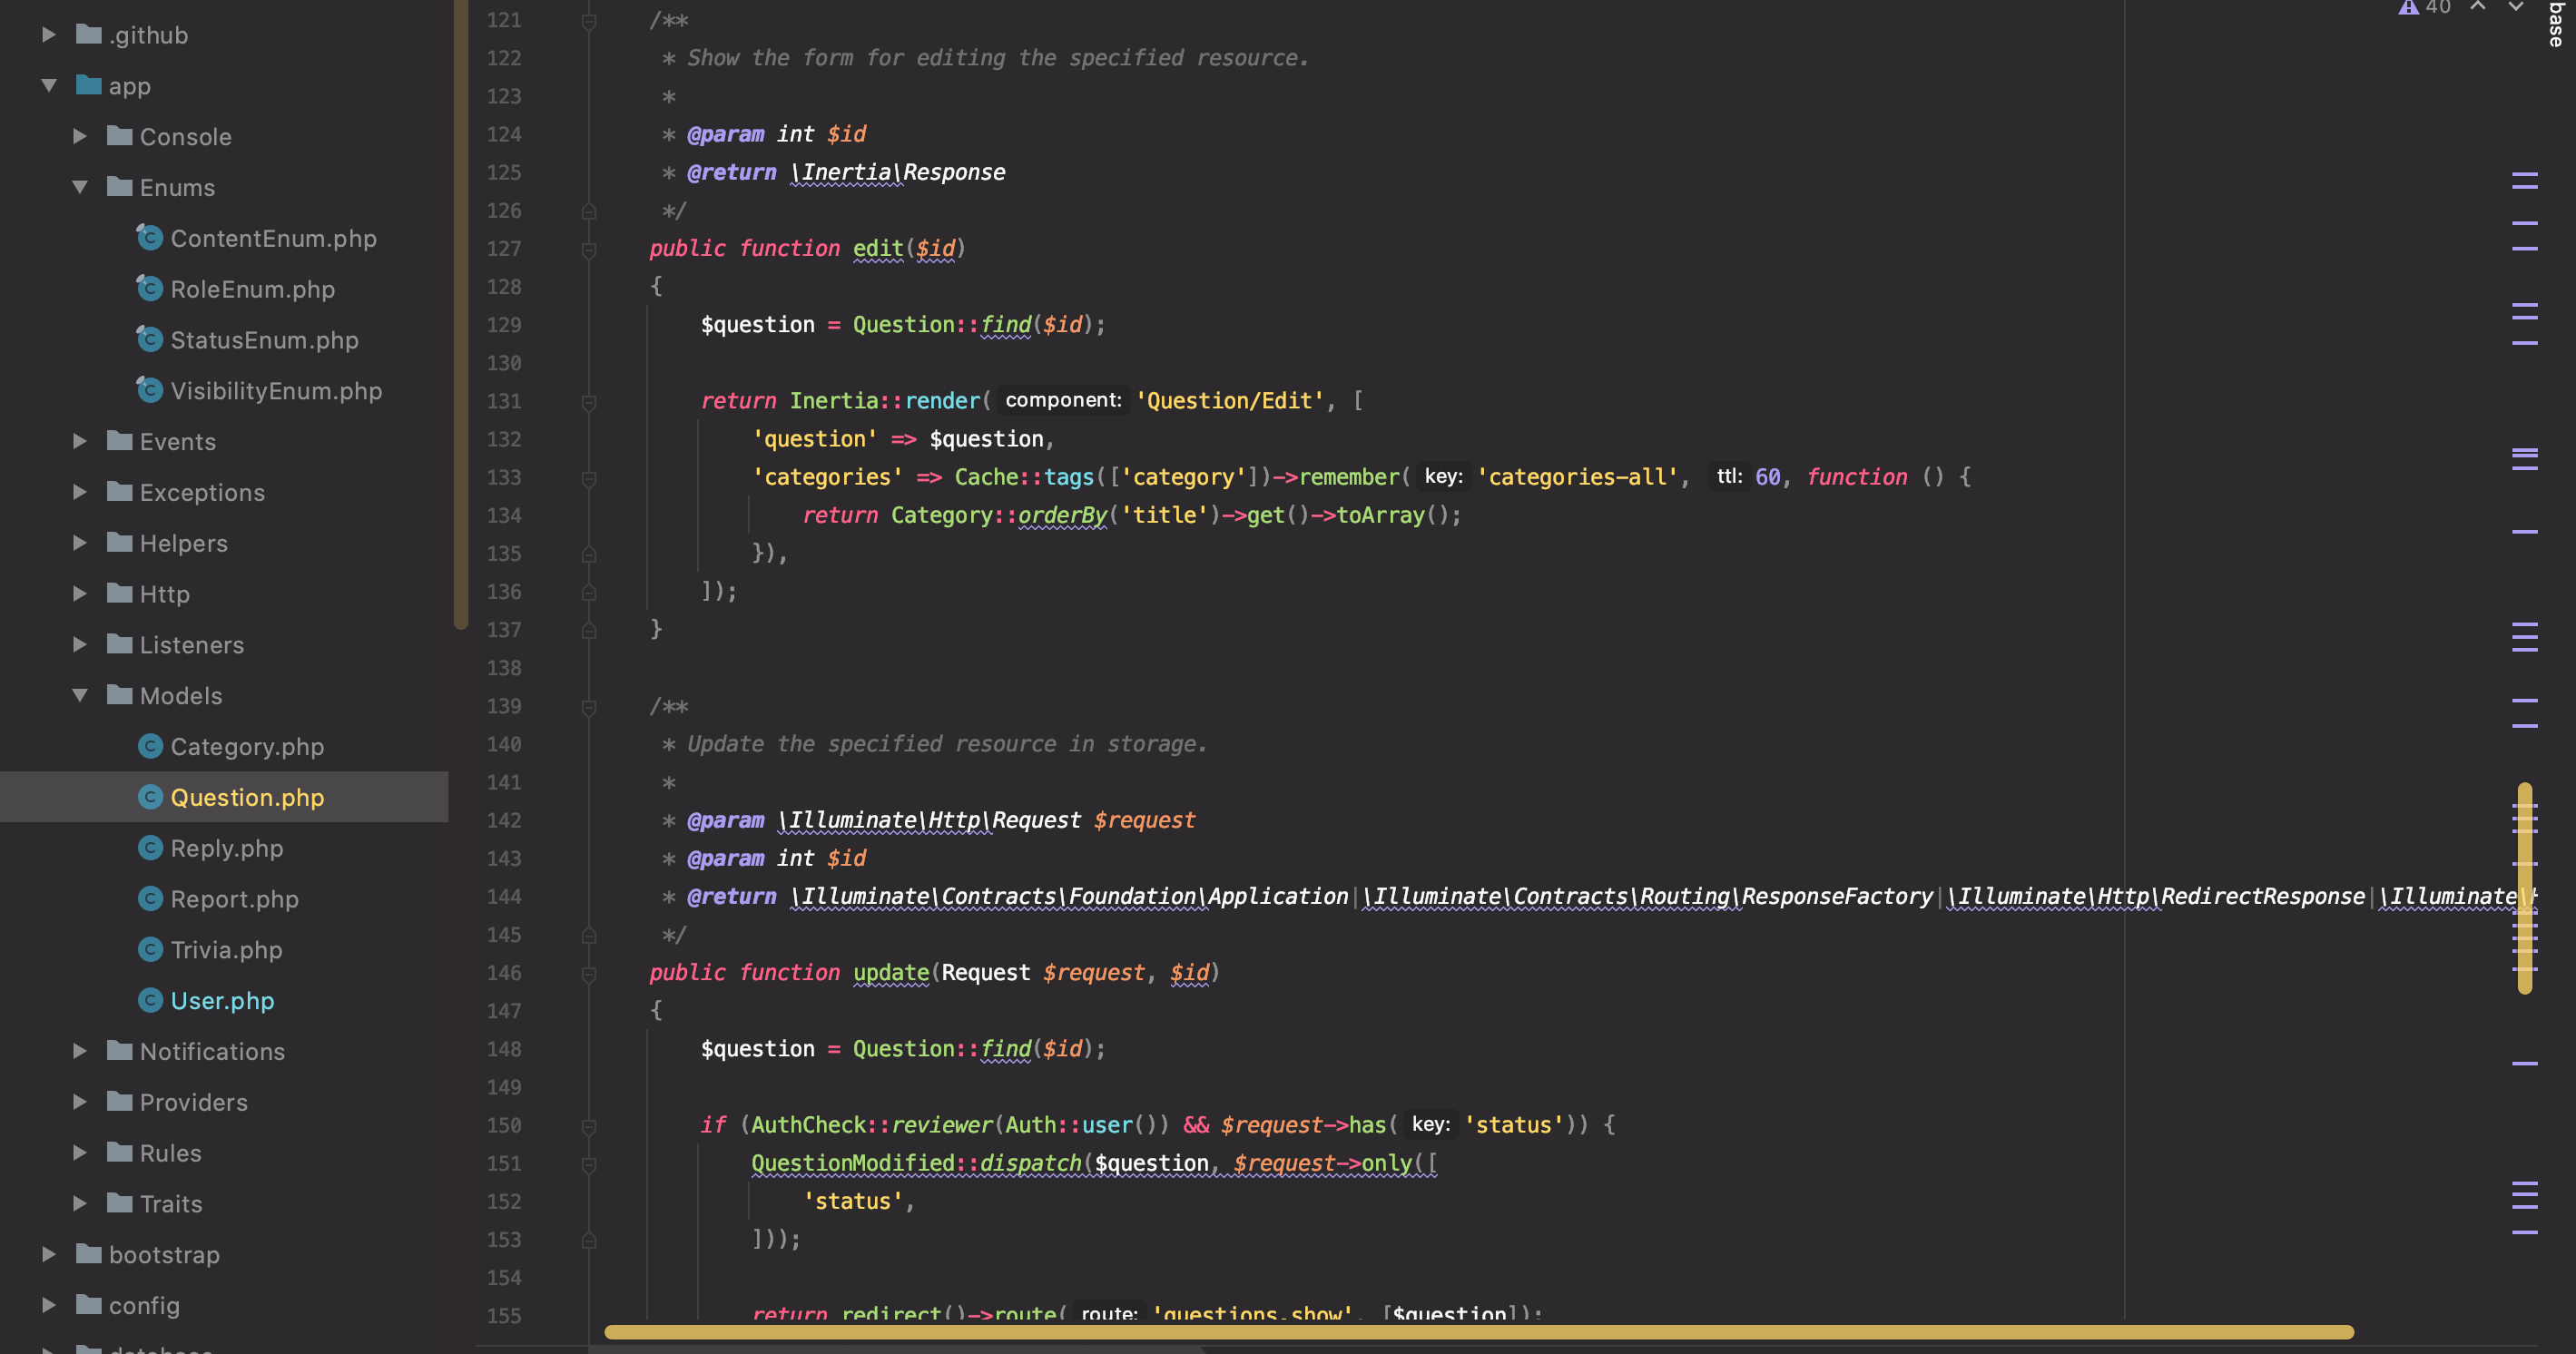 .github
app
Console
Enums
ContentEnum.php
RoleEnum.php
StatusEnum.php
VisibilityEnum.php
Events
Exceptions
Helpers
Http
Listeners
Models
Category.php
Question.php
Reply.php
Report.php
Trivia.php
User.php
Notifications
Providers
Rules
Traits
bootstrap
config
database
121 /**
122 * Show the form for editing the specified resource.
123 *
124 * @param int $id
125 * @return \Inertia\Response
126 */
127 public function edit($id)
128 {
129 $question = Question::find($id);
130
131 return Inertia::render( component: 'Question/Edit', [
132 'question' => $question,
133 'categories' => Cache::tags(['category'])->remember( key: 'categories-all', ttl: 60, function () {
134 return Category::orderBy('title')->get()->toArray();
135 }),
136 ]);
137 }
138
139 /**
140 * Update the specified resource in storage.
141 *
142 * @param \Illuminate\Http\Request $request
143 * @param int $id
144 * @return \Illuminate\Contracts\Foundation\Application|\Illuminate\Contracts\Routing\ResponseFactory|\Illuminate\Http\RedirectResponse|\Illuminate\H
145 */
146 public function update(Request $request, $id)
147 {
148 $question = Question::find($id);
149
150 if (AuthCheck::reviewer(Auth::user()) && $request->has( key: 'status')) {
151 QuestionModified::dispatch($question, $request->only([
152 'status',
153 ]));
154
155 return redirect()->route( route: 'questions.show', [$question]);
40
base